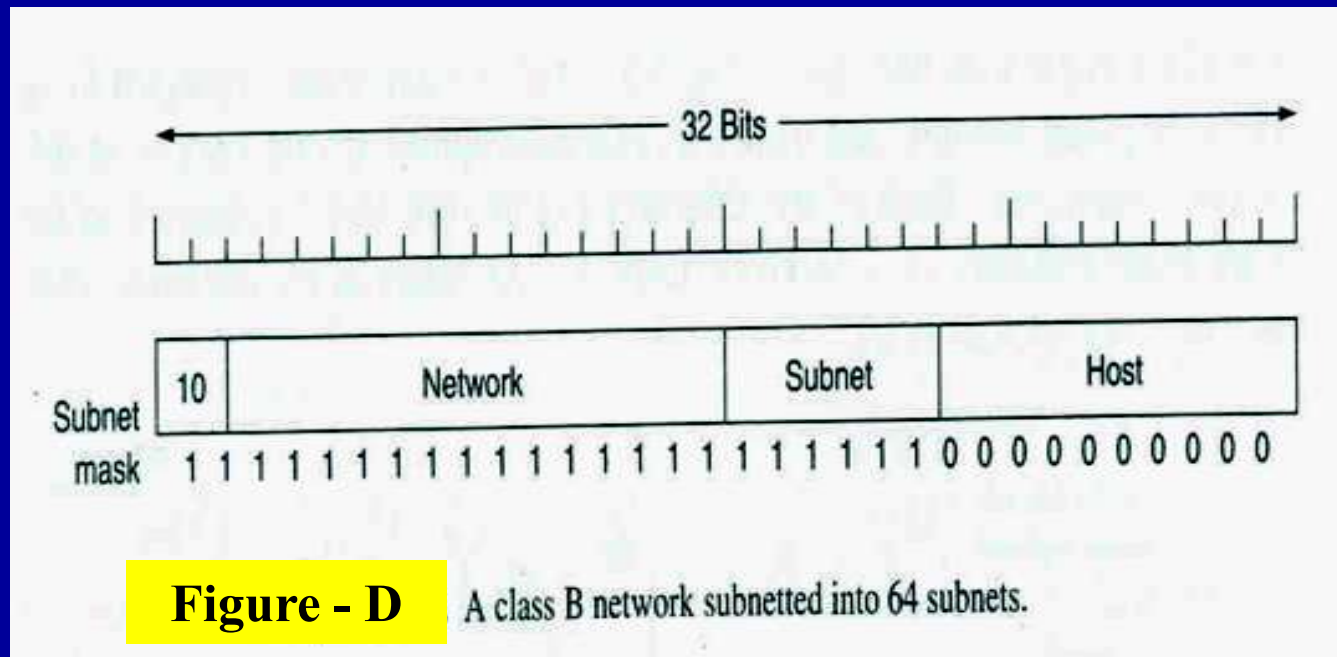 32 Bits
10 Network Subnet Host
Subnet
mask 1 1 1 1 1 1 1 1 1 1 1 1 1 1 1 1 1 1 1 1 1 1 0 0 0 0 0 0 0 0 0 0
Figure - D . A class B network subnetted into 64 subnets.